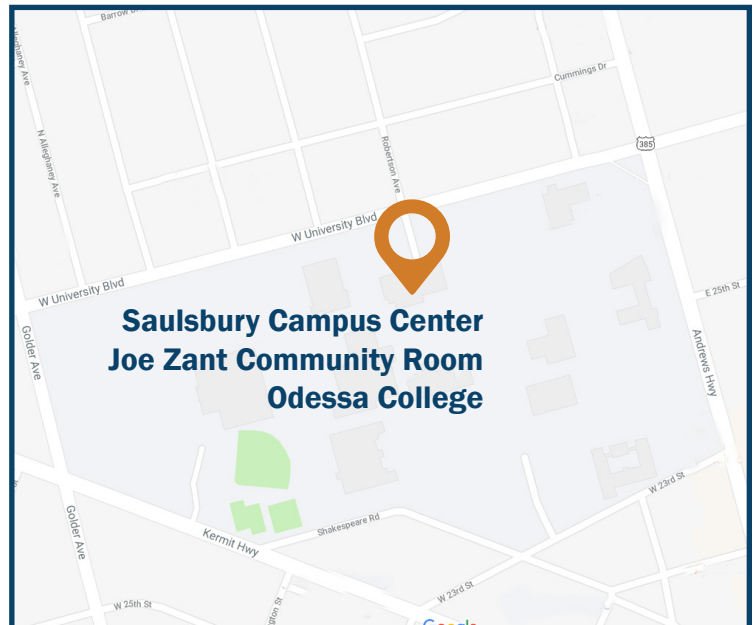 Barrow
Alleghaney Ave
N Alleghaney Ave
Cummings Dr
385
Robertson Ave
W University Blvd
W University Blvd
E 25th St
Golder Ave
Saulsbury Campus Center
Joe Zant Community Room
Odessa College
Andrews Hwy
W 23rd St
Golder Ave
Kermit Hwy
Shakespeare Rd
W 25th St
W 23rd St
Google